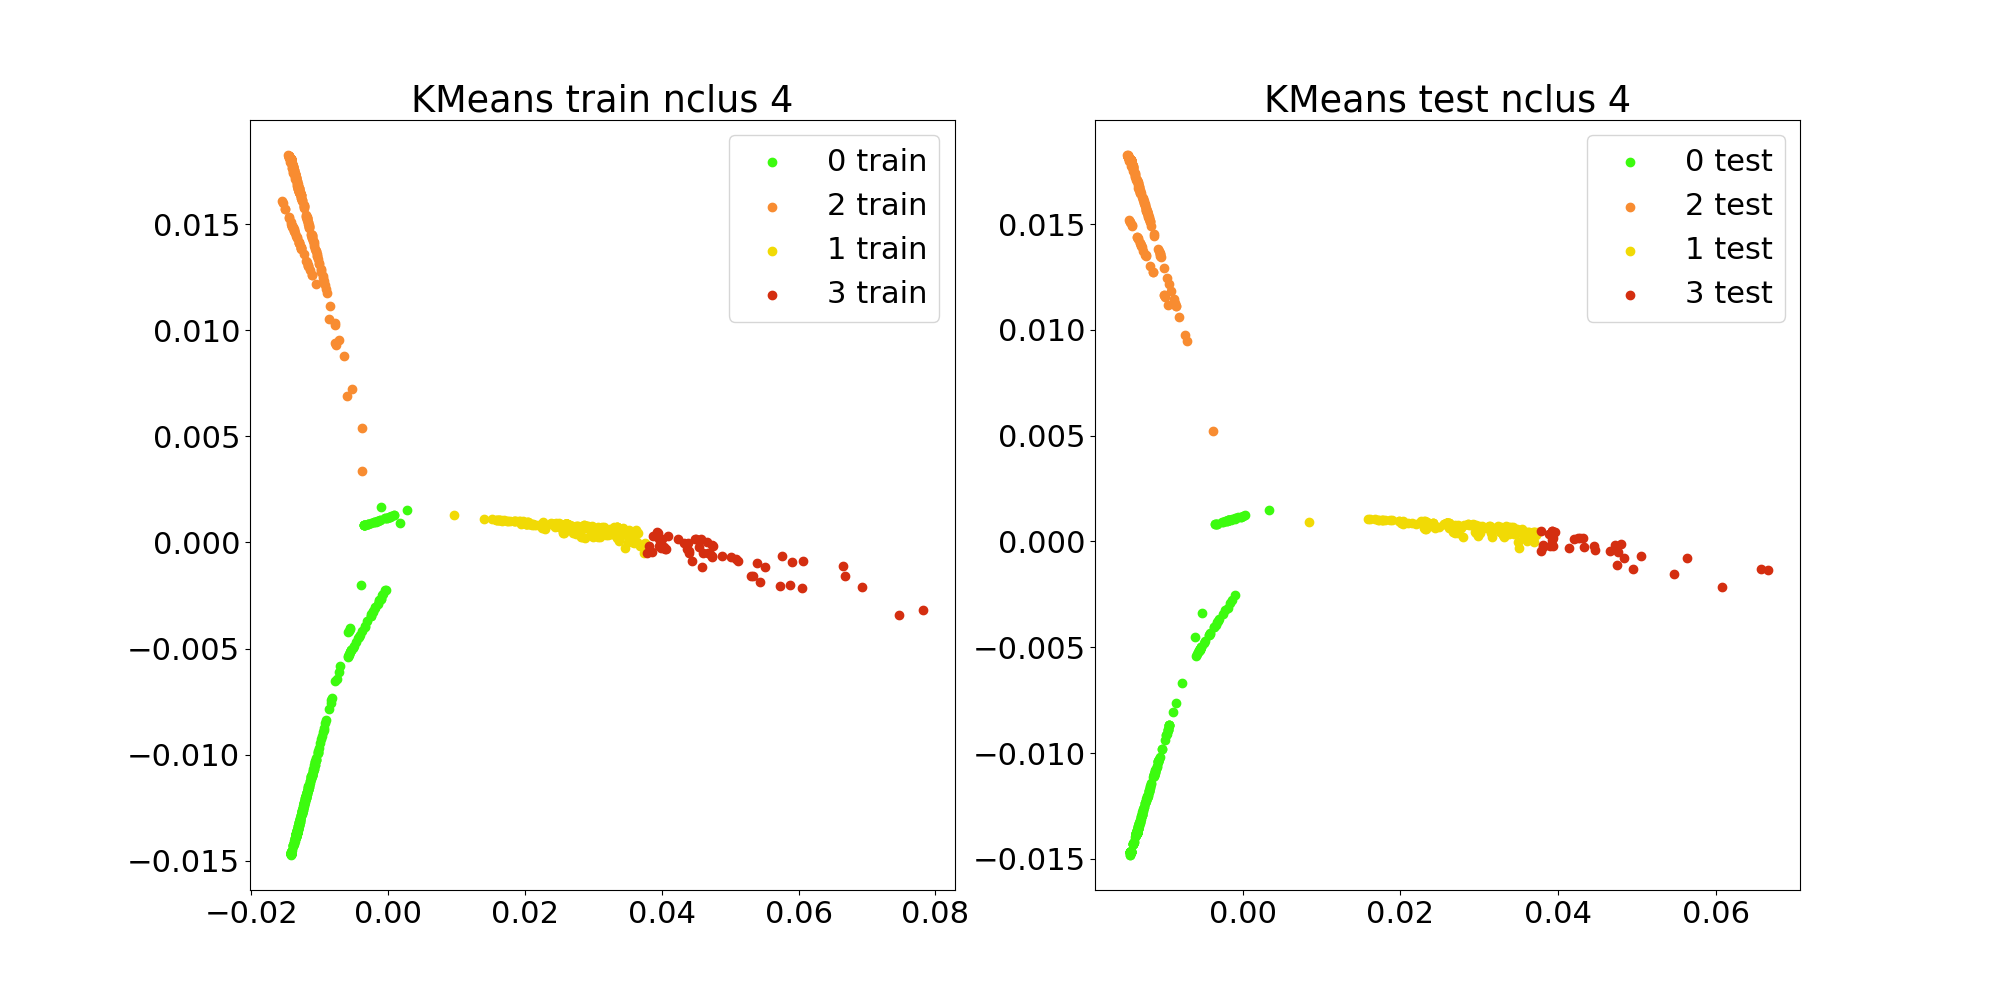 KMeans train nclus 4
0 train
2 train
1 train
3 train
0.015
0.010
0.005
0.000
−0.005
−0.010
−0.015
−0.02 0.00 0.02 0.04 0.06 0.08
KMeans test nclus 4
0 test
2 test
1 test
3 test
0.015
0.010
0.005
0.000
−0.005
−0.010
−0.015
0.00 0.02 0.04 0.06